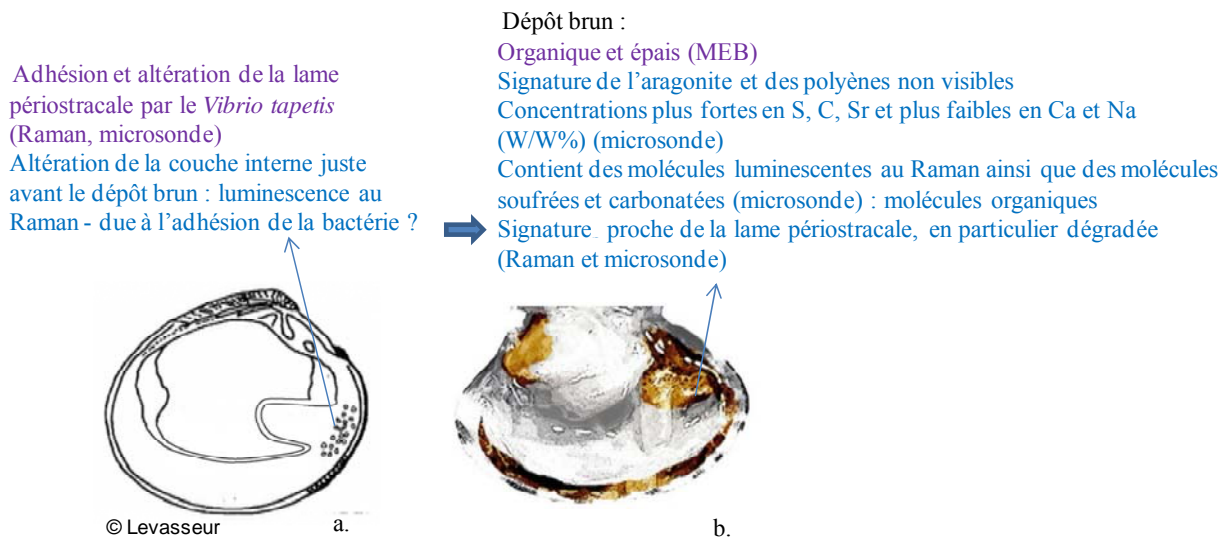 Adhésion et altération de la lame
périostracale par le Vibrio tapetis
(Raman, microsonde)
Altération de la couche interne juste
avant le dépôt brun : luminescence au
Raman - due à l’adhésion de la bactérie ?
Dépôt brun :
Organique et épais (MEB)
Signature de l’aragonite et des polyènes non visibles
Concentrations plus fortes en S, C, Sr et plus faibles en Ca et Na
(W/W%) (microsonde)
Contient des molécules luminescentes au Raman ainsi que des molécules
soufrées et carbonatées (microsonde) : molécules organiques
Signature proche de la lame périostracale, en particulier dégradée
(Raman et microsonde)
© Levasseur
a.
b.